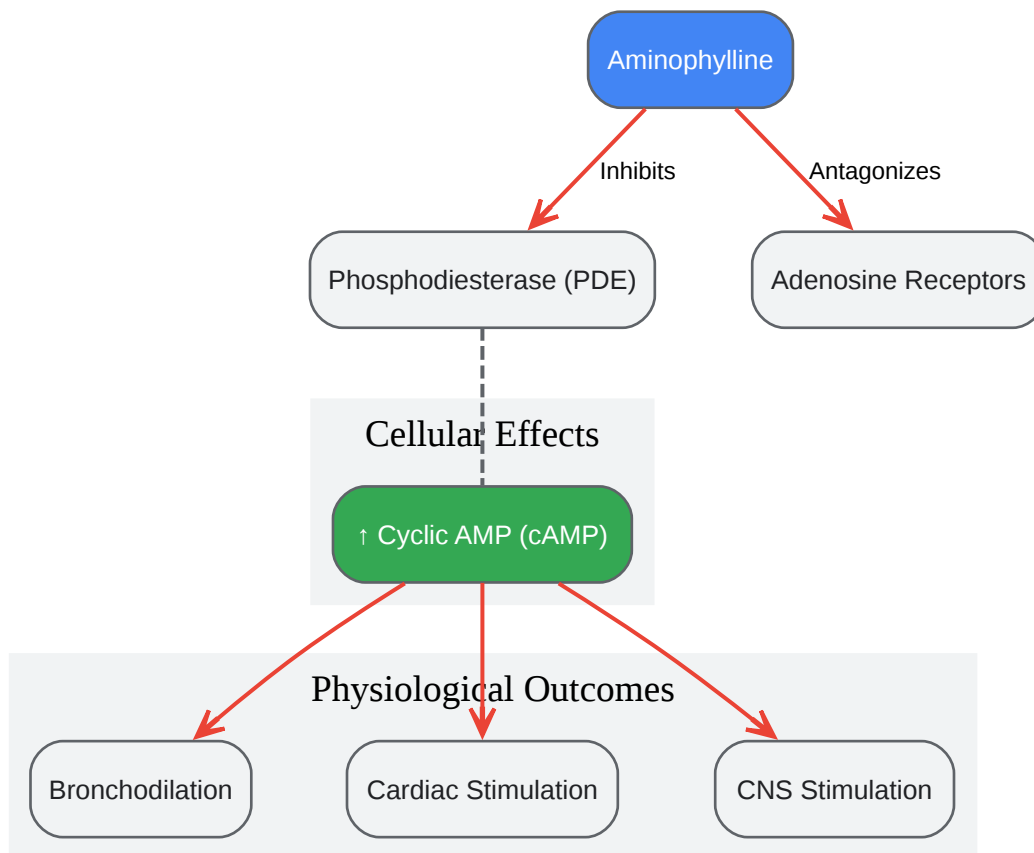 Aminophylline
Inhibits
Antagonizes
Phosphodiesterase (PDE)
Adenosine Receptors
Cellular Effects
↑ Cyclic AMP (cAMP)
Physiological Outcomes
Bronchodilation
Cardiac Stimulation
CNS Stimulation